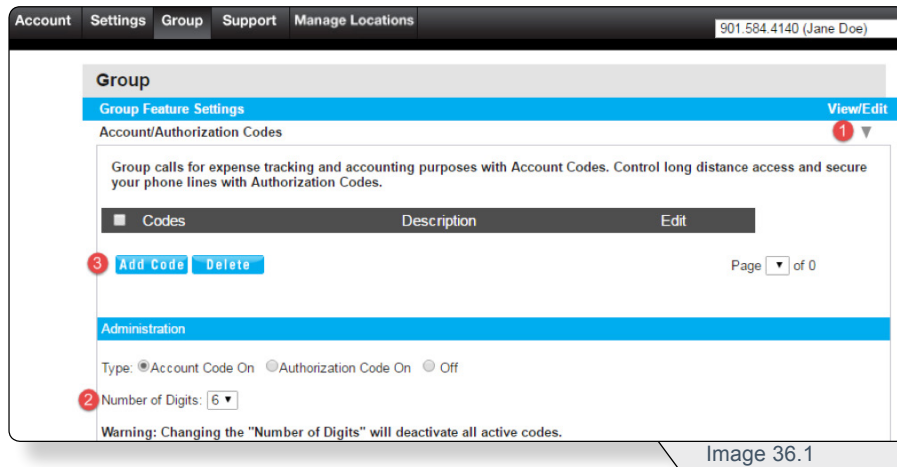 Account Settings Group Support Manage Locations
901.584.4140 (Jane Doe)
Group
Group Feature Settings View/Edit
Account/Authorization Codes 1
Group calls for expense tracking and accounting purposes with Account Codes. Control long distance access and secure
your phone lines with Authorization Codes.
Codes Description Edit
3 Add Code Delete Page of 0
Administration
Type: Account Code On Authorization Code On Off
2 Number of Digits: 6
Warning: Changing the "Number of Digits" will deactivate all active codes.
Image 36.1